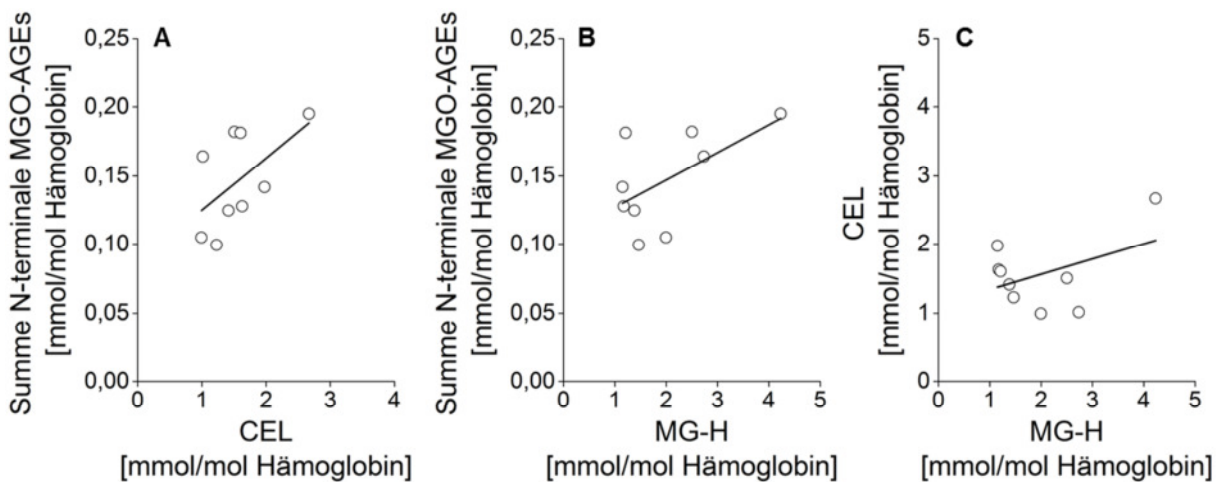 A
Summe N-terminale MGO-AGEs
[mmol/mol Hämoglobin]
0,25
0,20
0,15
0,10
0,05
0,00
0 1 2 3 4
CEL
[mmol/mol Hämoglobin]
B
Summe N-terminale MGO-AGEs
[mmol/mol Hämoglobin]
0,25
0,20
0,15
0,10
0,05
0,00
0 1 2 3 4 5
MG-H
[mmol/mol Hämoglobin]
C
CEL
[mmol/mol Hämoglobin]
5
4
3
2
1
0
0 1 2 3 4 5
MG-H
[mmol/mol Hämoglobin]